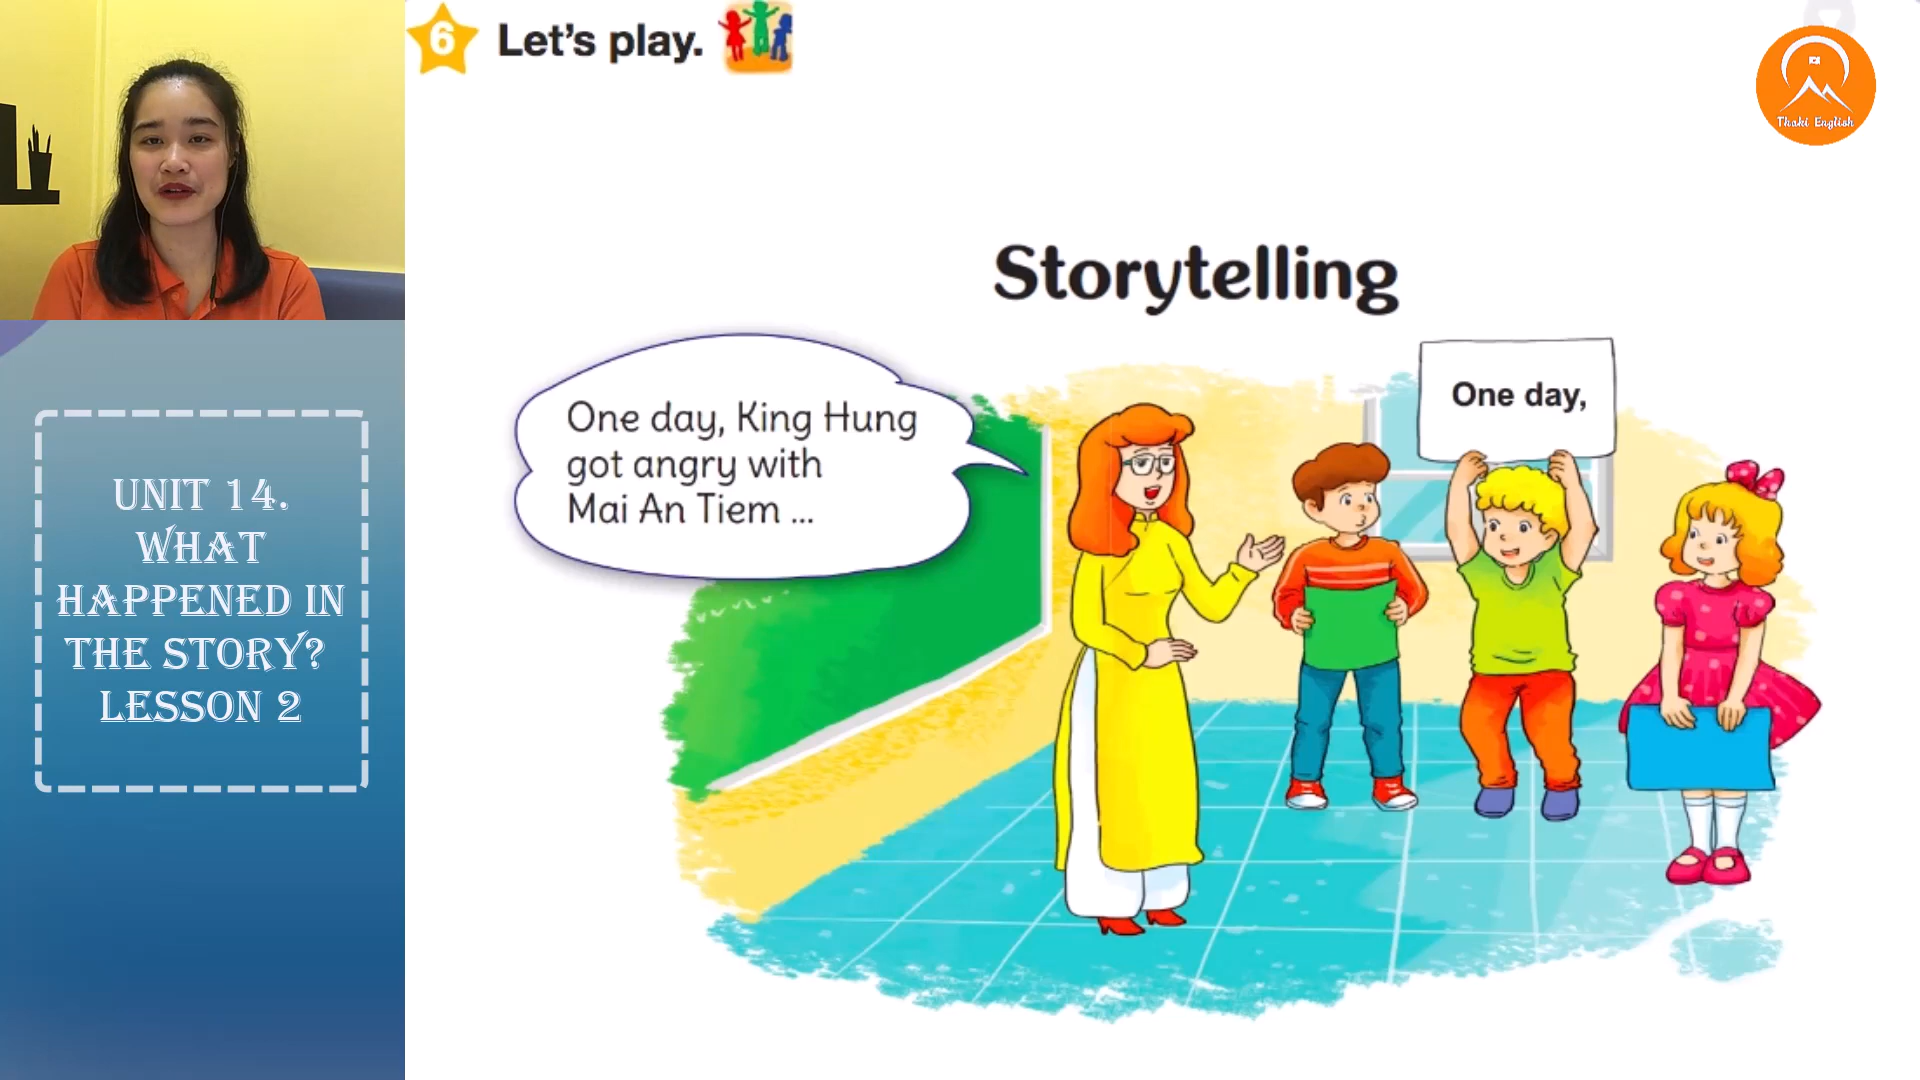 6 Let's play.
Thaki English
Storytelling
One day, King Hung
got angry with
Mai An Tiem ...
One day,
UNIT 14.
WHAT
HAPPENED IN
THE STORY?
LESSON 2